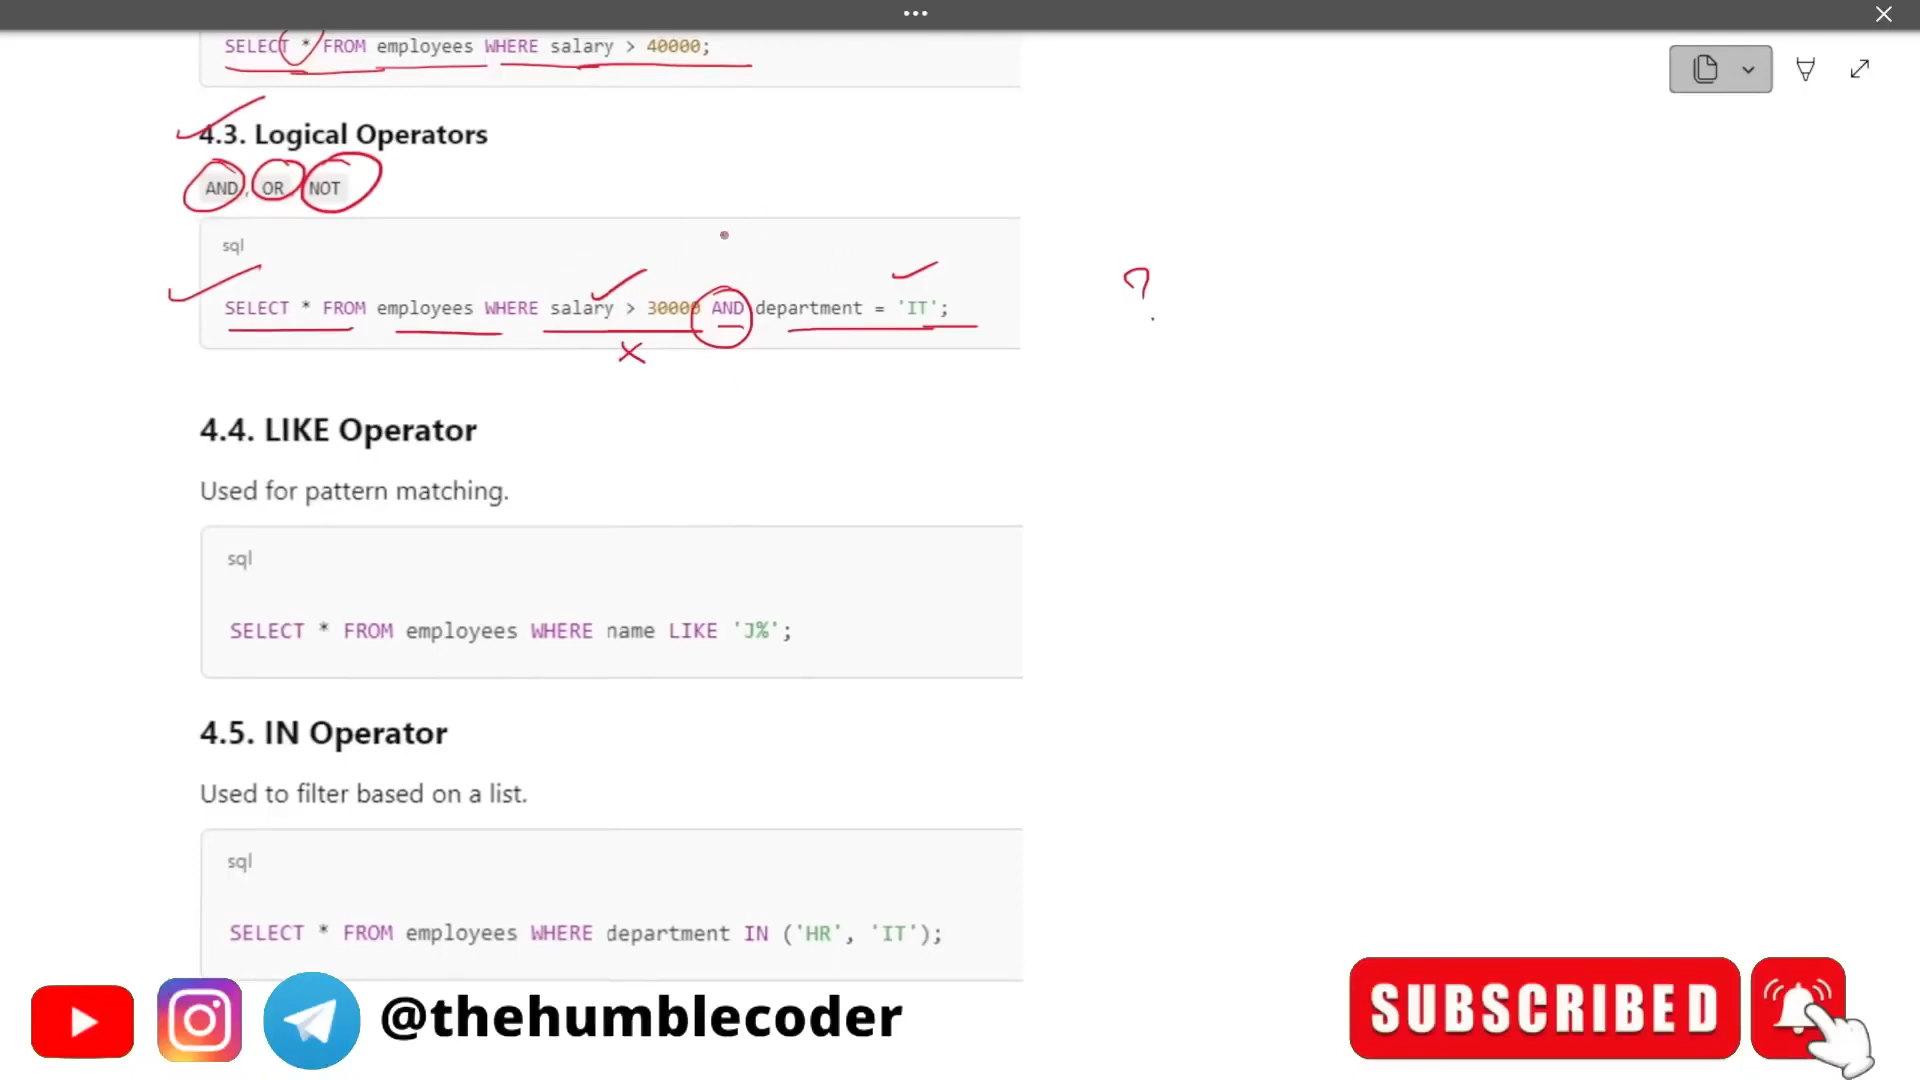 SELECT * FROM employees WHERE salary > 40000;
4.3. Logical Operators
AND, OR NOT
sql
SELECT * FROM employees WHERE salary > 30000 AND department = 'IT';
?
4.4. LIKE Operator
Used for pattern matching.
sql
SELECT * FROM employees WHERE name LIKE 'J%';
4.5. IN Operator
Used to filter based on a list.
sql
SELECT * FROM employees WHERE department IN ('HR', 'IT');
@thehumblecoder
SUBSCRIBED